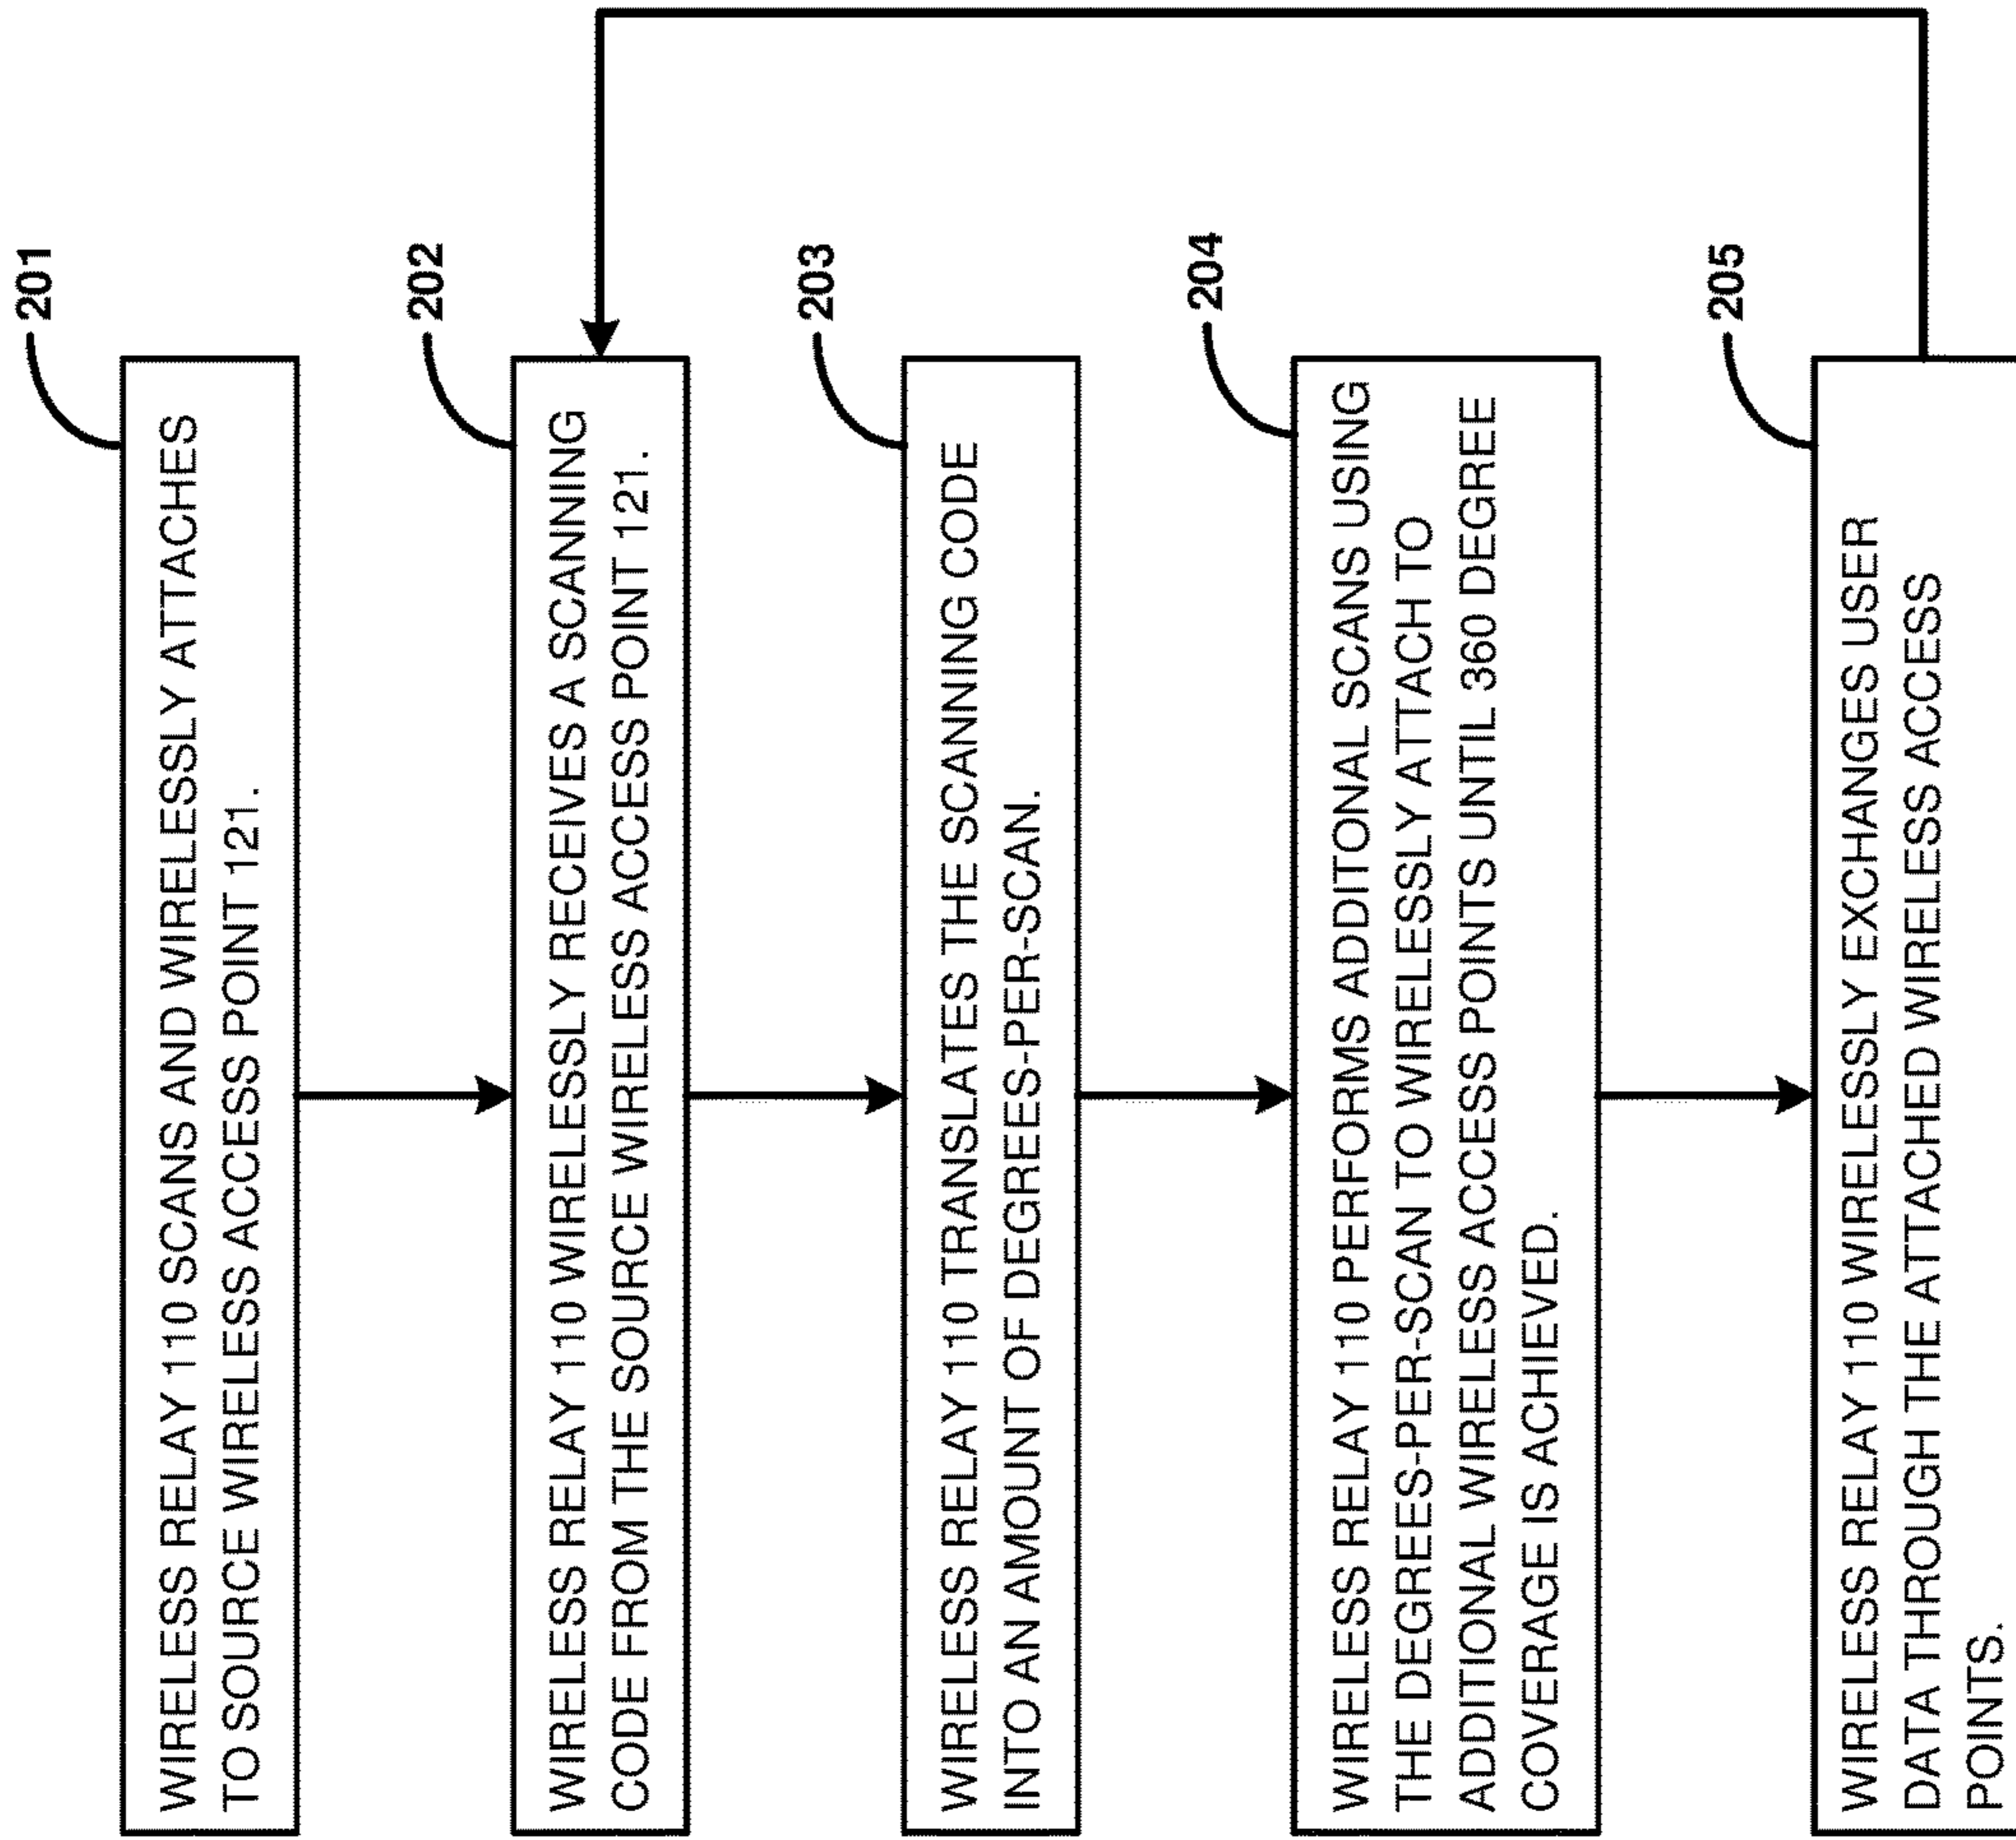 201
WIRELESS RELAY 110 SCANS AND WIRELESSLY ATTACHES
TO SOURCE WIRELESS ACCESS POINT 121.
202
WIRELESS RELAY 110 WIRELESSLY RECEIVES A SCANNING
CODE FROM THE SOURCE WIRELESS ACCESS POINT 121.
203
WIRELESS RELAY 110 TRANSLATES THE SCANNING CODE
INTO AN AMOUNT OF DEGREES-PER-SCAN.
204
WIRELESS RELAY 110 PERFORMS ADDITONAL SCANS USING
THE DEGREES-PER-SCAN TO WIRELESSLY ATTACH TO
ADDITIONAL WIRELESS ACCESS POINTS UNTIL 360 DEGREE
COVERAGE IS ACHIEVED.
205
WIRELESS RELAY 110 WIRELESSLY EXCHANGES USER
DATA THROUGH THE ATTACHED WIRELESS ACCESS
POINTS.